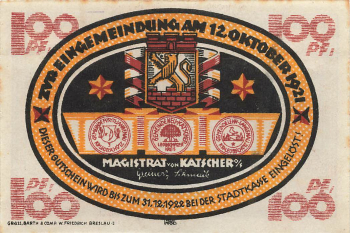 100 PF:
100 PF:
ZUR EINGEMEINDUNG AM 12. OKTOBER 1921
MAGISTRAT VON KATSCHER O/S
DIESER GUTSCHEIN WIRD BIS ZUM 31.12.1922 BEI DER STADTKASSE EINGELÖST!
PF: 100
PF: 100
GRASS, BARTH & COMP. W. FRIEDRICH BRESLAU-I